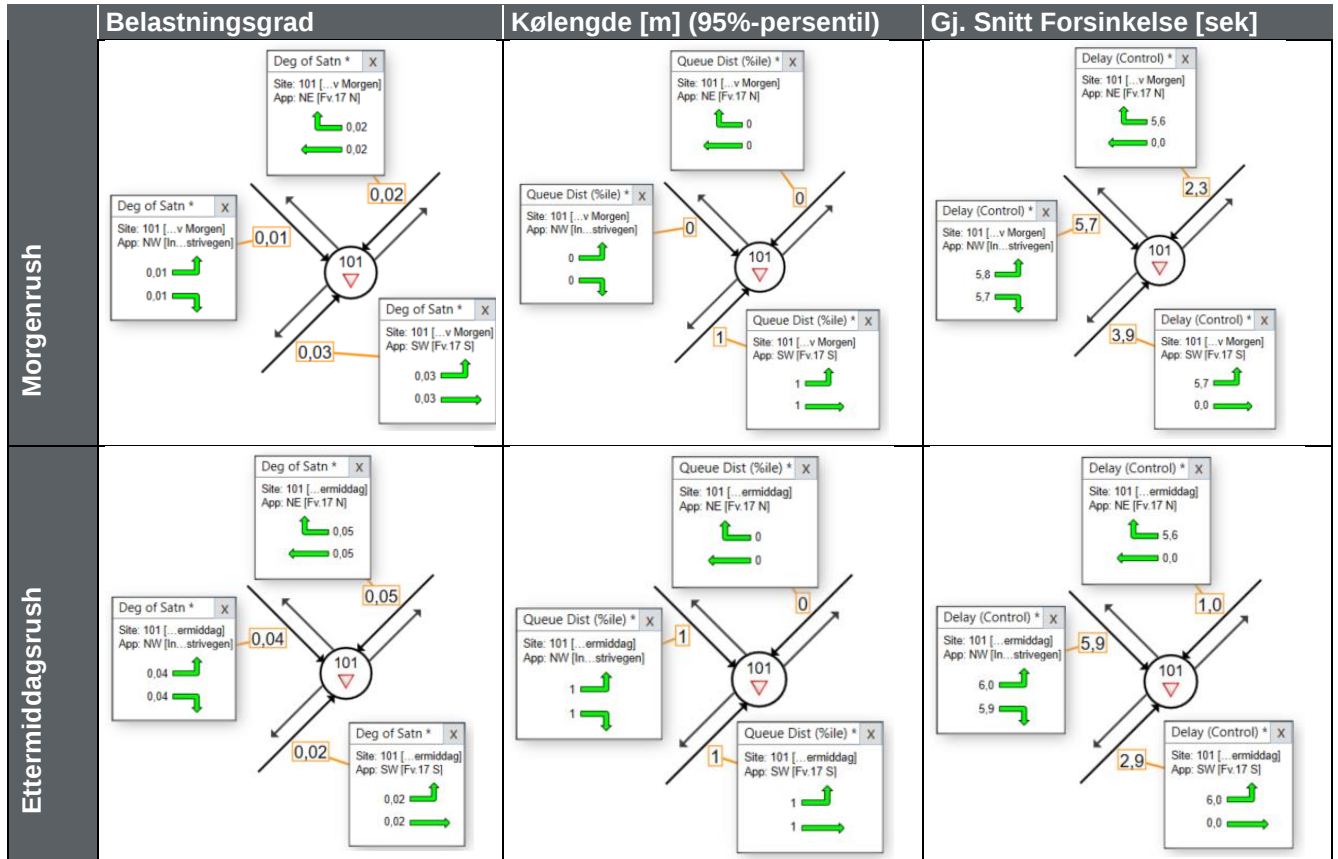 Belastningsgrad
Kølengde [m] (95%-persentil)
Gj. Snitt Forsinkelse [sek]
Morgenrush
Deg of Satn * X
Site: 101 [...v Morgen]
App: NE [Fv.17 N]
0,02
0,02
0,02
Deg of Satn * X
Site: 101 [...v Morgen]
App: NW [In...strivegen]
0,01
0,01
0,01
101
Deg of Satn * X
Site: 101 [...v Morgen]
App: SW [Fv.17 S]
0,03
0,03
0,03
Queue Dist (%ile) * X
Site: 101 [...v Morgen]
App: NE [Fv.17 N]
0
0
0
Queue Dist (%ile) * X
Site: 101 [...v Morgen]
App: NW [In...strivegen]
0
0
0
101
Queue Dist (%ile) * X
Site: 101 [...v Morgen]
App: SW [Fv.17 S]
1
1
1
Delay (Control) * X
Site: 101 [...v Morgen]
App: NE [Fv.17 N]
5,6
0,0
2,3
Delay (Control) * X
Site: 101 [...v Morgen]
App: NW [In...strivegen]
5,8
5,7
5,7
101
Delay (Control) * X
Site: 101 [...v Morgen]
App: SW [Fv.17 S]
5,7
0,0
3,9
Ettermiddagsrush
Deg of Satn * X
Site: 101 [...ermiddag]
App: NE [Fv.17 N]
0,05
0,05
0,05
Deg of Satn * X
Site: 101 [...ermiddag]
App: NW [In...strivegen]
0,04
0,04
0,04
101
Deg of Satn * X
Site: 101 [...ermiddag]
App: SW [Fv.17 S]
0,02
0,02
0,02
Queue Dist (%ile) * X
Site: 101 [...ermiddag]
App: NE [Fv.17 N]
0
0
0
Queue Dist (%ile) * X
Site: 101 [...ermiddag]
App: NW [In...strivegen]
1
1
1
101
Queue Dist (%ile) * X
Site: 101 [...ermiddag]
App: SW [Fv.17 S]
1
1
1
Delay (Control) * X
Site: 101 [...ermiddag]
App: NE [Fv.17 N]
5,6
0,0
1,0
Delay (Control) * X
Site: 101 [...ermiddag]
App: NW [In...strivegen]
6,0
5,9
5,9
101
Delay (Control) * X
Site: 101 [...ermiddag]
App: SW [Fv.17 S]
6,0
0,0
2,9